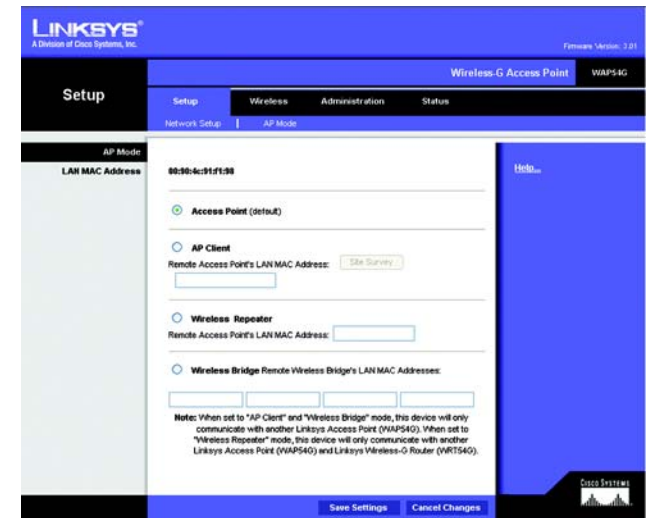 LINKSYS®
A Division of Cisco Systems, Inc.
Firmware Version: 3.01
Wireless-G Access Point WAP54G
Setup
Setup Wireless Administration Status
Network Setup | AP Mode
AP Mode
LAN MAC Address 00:90:4c:91:f1:98
Help...
Access Point (default)
AP Client
Remote Access Point's LAN MAC Address: Site Survey
Wireless Repeater
Remote Access Point's LAN MAC Address:
Wireless Bridge Remote Wireless Bridge's LAN MAC Addresses:
Note: When set to "AP Client" and "Wireless Bridge" mode, this device will only
communicate with another Linksys Access Point (WAP54G). When set to
"Wireless Repeater" mode, this device will only communicate with another
Linksys Access Point (WAP54G) and Linksys Wireless-G Router (WRT54G).
Save Settings Cancel Changes
CISCO SYSTEMS